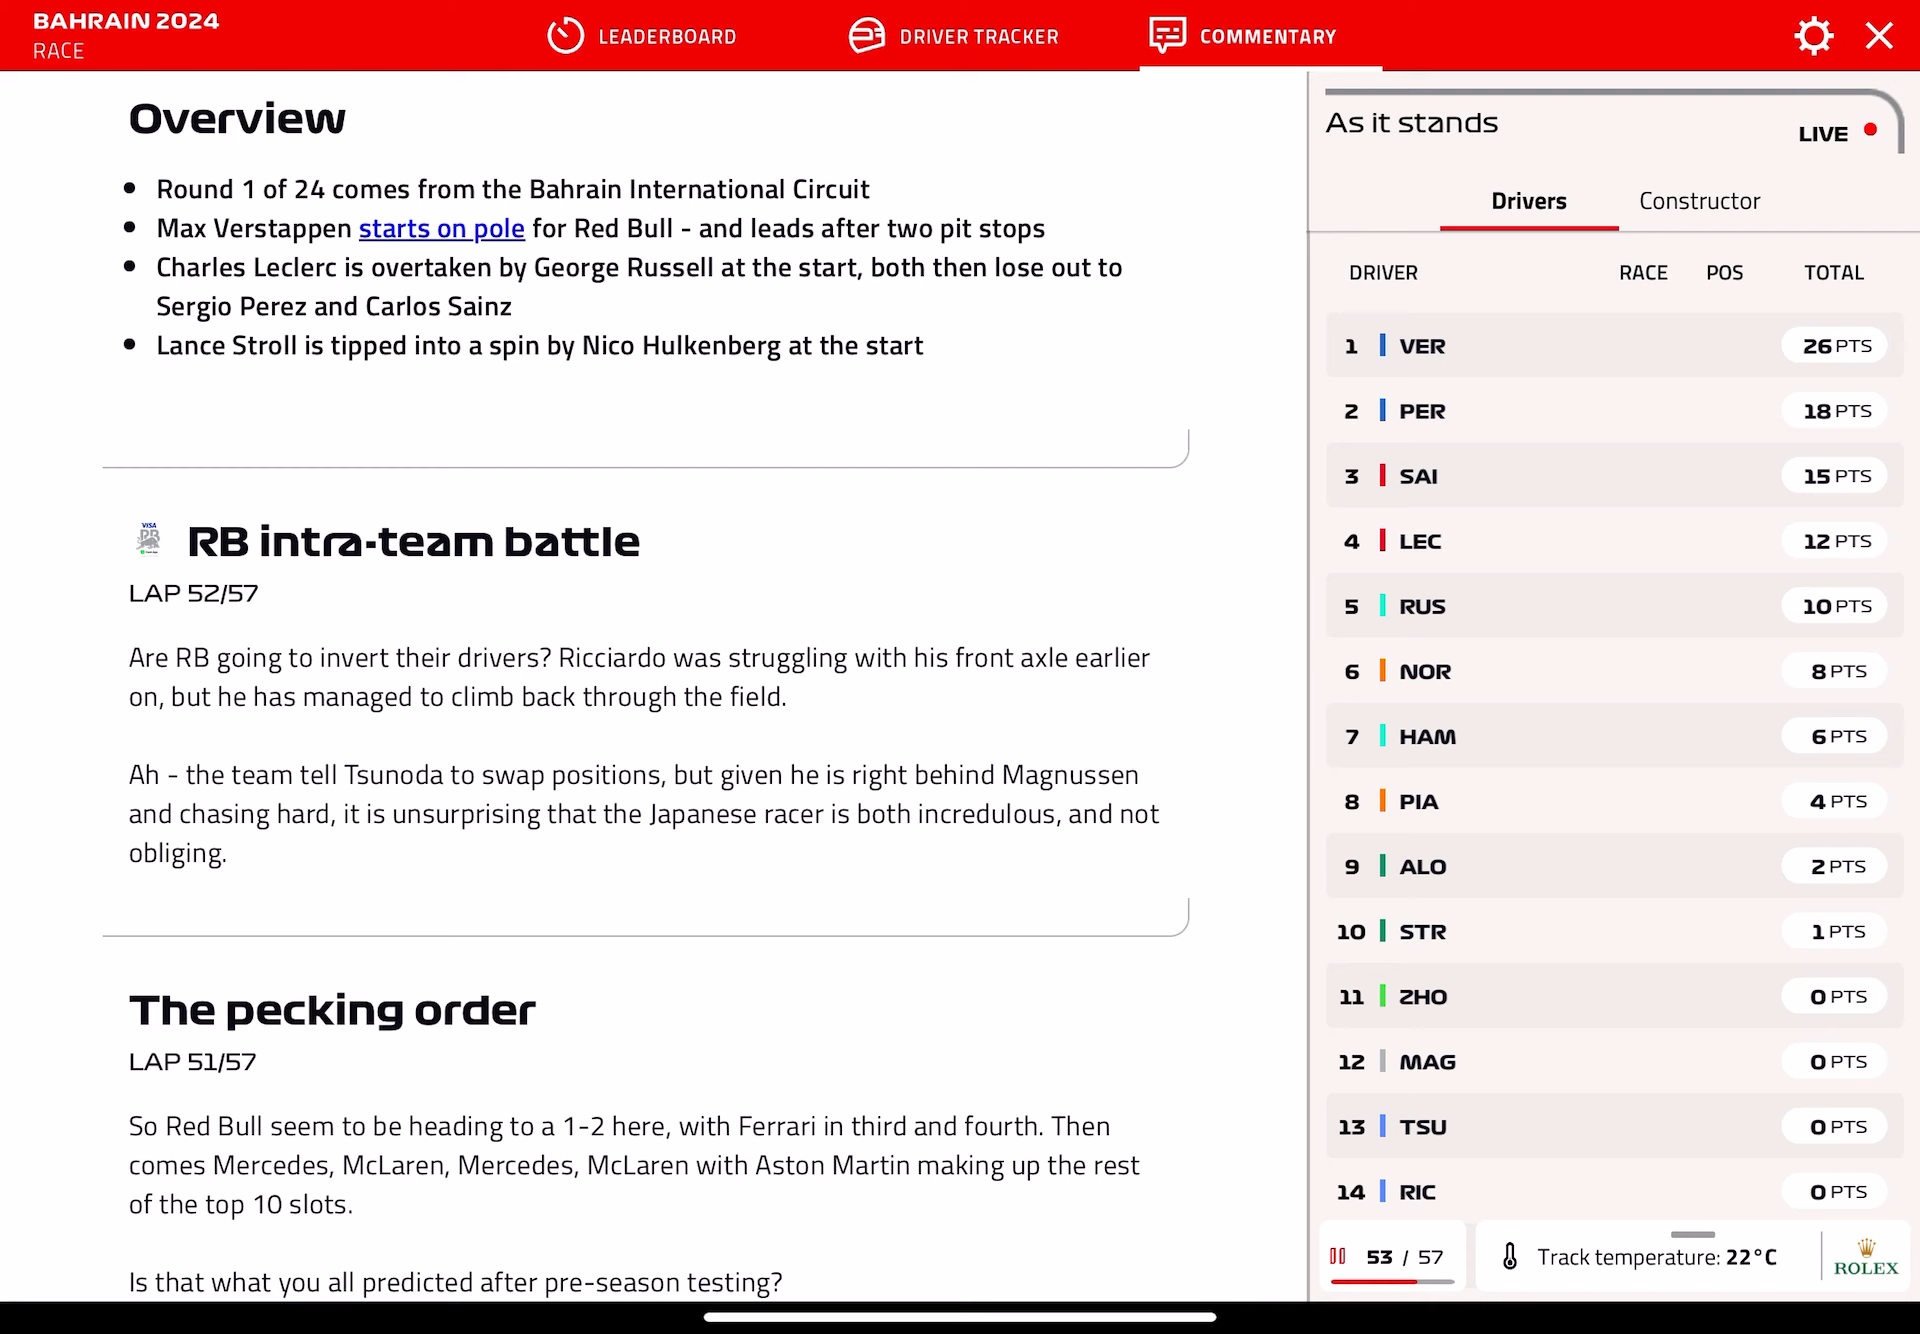 BAHRAIN 2024
RACE
LEADERBOARD
DRIVER TRACKER
COMMENTARY
Overview
Round 1 of 24 comes from the Bahrain International Circuit
Max Verstappen starts on pole for Red Bull - and leads after two pit stops
Charles Leclerc is overtaken by George Russell at the start, both then lose out to
Sergio Perez and Carlos Sainz
Lance Stroll is tipped into a spin by Nico Hulkenberg at the start
VISA
RB
RB intra-team battle
LAP 52/57
Are RB going to invert their drivers? Ricciardo was struggling with his front axle earlier
on, but he has managed to climb back through the field.
Ah - the team tell Tsunoda to swap positions, but given he is right behind Magnussen
and chasing hard, it is unsurprising that the Japanese racer is both incredulous, and not
obliging.
The pecking order
LAP 51/57
So Red Bull seem to be heading to a 1-2 here, with Ferrari in third and fourth. Then
comes Mercedes, McLaren, Mercedes, McLaren with Aston Martin making up the rest
of the top 10 slots.
Is that what you all predicted after pre-season testing?
As it stands
LIVE
Drivers
Constructor
DRIVER RACE POS TOTAL
1 VER 26 PTS
2 PER 18 PTS
3 SAI 15 PTS
4 LEC 12 PTS
5 RUS 10 PTS
6 NOR 8 PTS
7 HAM 6 PTS
8 PIA 4 PTS
9 ALO 2 PTS
10 STR 1 PTS
11 ZHO 0 PTS
12 MAG 0 PTS
13 TSU 0 PTS
14 RIC 0 PTS
53 / 57
Track temperature: 22°C
ROLEX